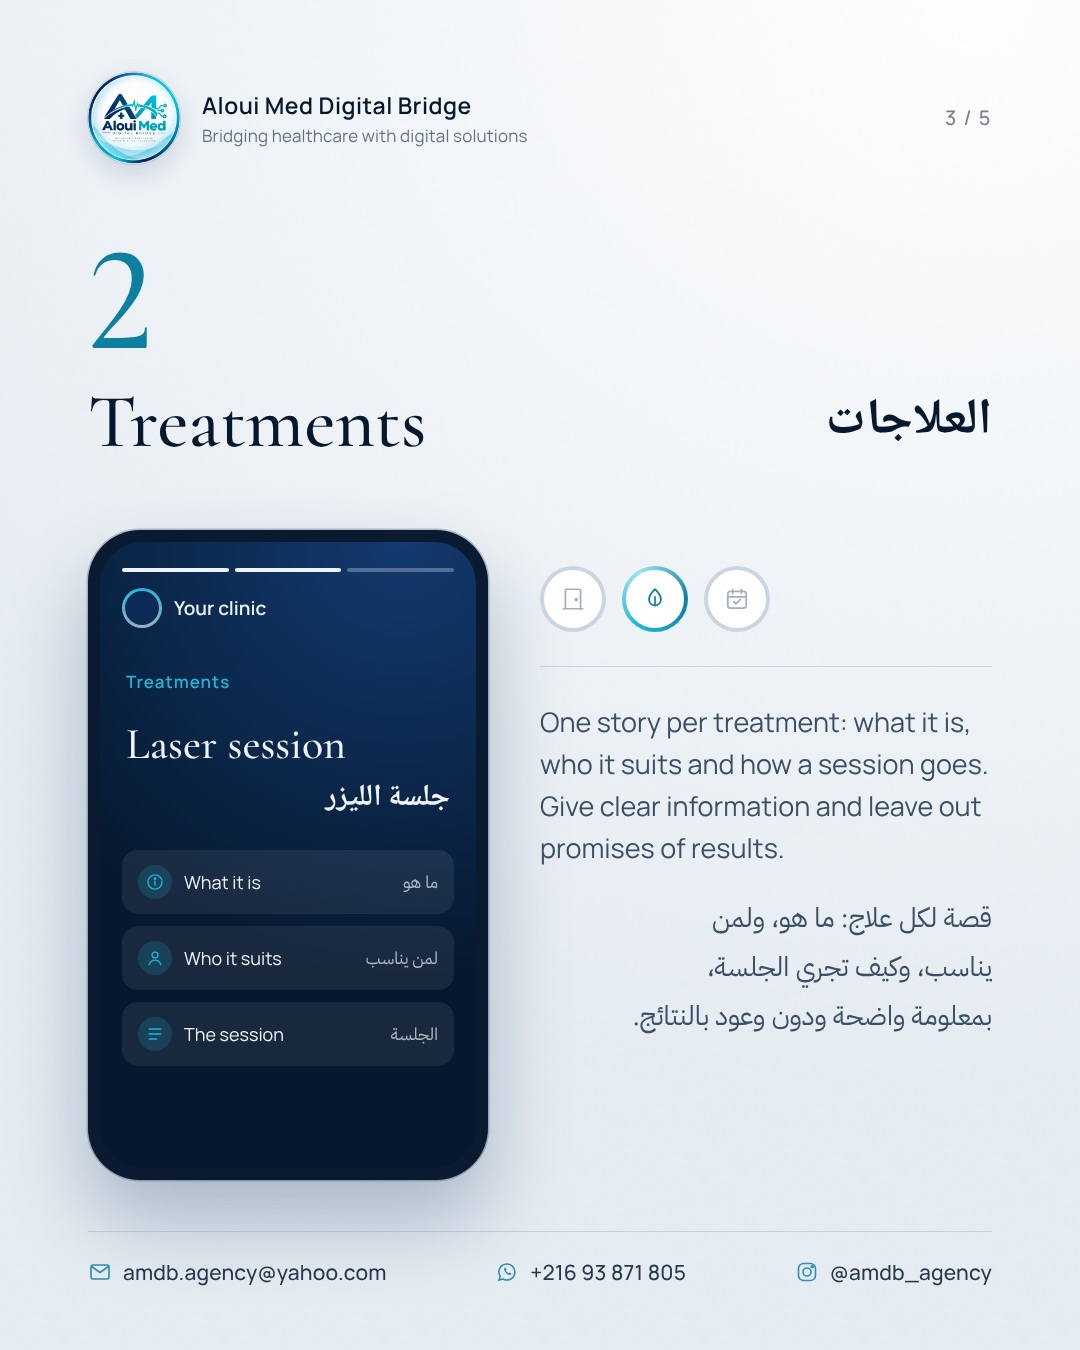 AlouiMed
DIGITAL BRIDGE
Aloui Med Digital Bridge
Bridging healthcare with digital solutions
3 / 5
2
Treatments
العلاجات
Your clinic
Treatments
Laser session
جلسة الليزر
What it is
ما هو
Who it suits
لمن يناسب
The session
الجلسة
One story per treatment: what it is,
who it suits and how a session goes.
Give clear information and leave out
promises of results.
قصة لكل علاج: ما هو، ولمن
يناسب، وكيف تجري الجلسة،
بمعلومة واضحة ودون وعود بالنتائج.
amdb.agency@yahoo.com
+216 93 871 805
@amdb_agency